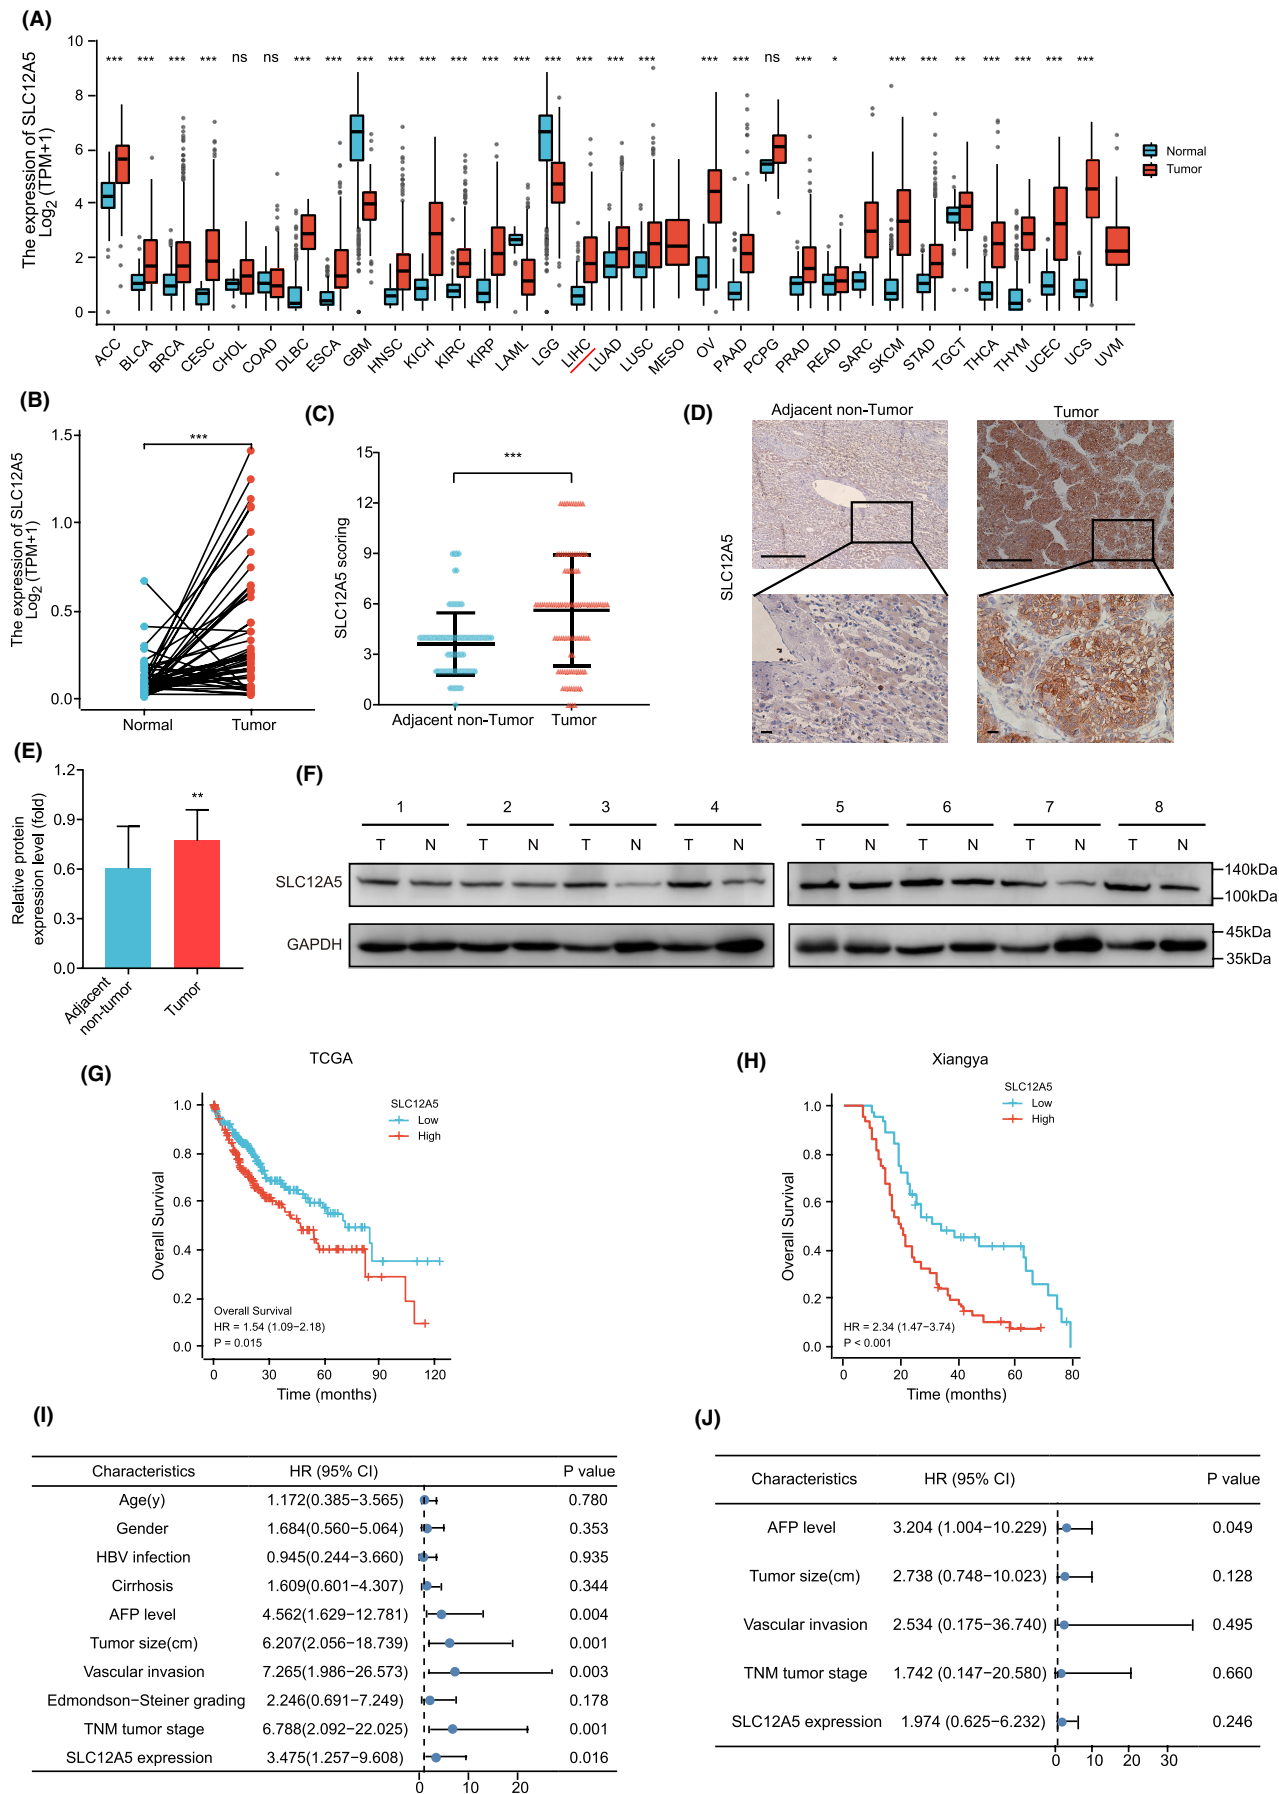 (A)
The expression of SLC12A5
Log2 (TPM+1)
10
8
6
4
2
0
*** *** *** *** ns ns *** *** *** *** *** *** *** *** *** *** *** *** *** *** ns *** * *** *** ** *** *** *** ***
ACC BLCA BRCA CESC CHOL COAD DLBC ESCA GBM HNSC KICH KIRC KIRP LAML LGG LIHC LUAD LUSC MESO OV PAAD PCPG PRAD READ SARC SKCM STAD TGCT THCA THYM UCEC UCS UVM
Normal
Tumor
(B)
The expression of SLC12A5
Log2 (TPM+1)
1.5
1.0
0.5
0.0
***
Normal Tumor
(C)
SLC12A5 scoring
15
12
9
6
3
0
***
Adjacent non-Tumor Tumor
(D)
Adjacent non-Tumor Tumor
SLC12A5
(E)
Relative protein
expression level (fold)
1.2
0.9
0.6
0.3
0.0
**
Adjacent
non-tumor
Tumor
(F)
1 2 3 4 5 6 7 8
T N T N T N T N T N T N T N T N
SLC12A5
140kDa
100kDa
GAPDH
45kDa
35kDa
(G)
TCGA
SLC12A5
Low
High
Overall Survival
1.0
0.8
0.6
0.4
0.2
0.0
Overall Survival
HR = 1.54 (1.09−2.18)
P = 0.015
0 30 60 90 120
Time (months)
(H)
Xiangya
SLC12A5
Low
High
Overall Survival
1.0
0.8
0.6
0.4
0.2
0.0
HR = 2.34 (1.47−3.74)
P < 0.001
0 20 40 60 80
Time (months)
(I)
Characteristics HR (95% CI) P value
Age(y) 1.172(0.385−3.565) 0.780
Gender 1.684(0.560−5.064) 0.353
HBV infection 0.945(0.244−3.660) 0.935
Cirrhosis 1.609(0.601−4.307) 0.344
AFP level 4.562(1.629−12.781) 0.004
Tumor size(cm) 6.207(2.056−18.739) 0.001
Vascular invasion 7.265(1.986−26.573) 0.003
Edmondson−Steiner grading 2.246(0.691−7.249) 0.178
TNM tumor stage 6.788(2.092−22.025) 0.001
SLC12A5 expression 3.475(1.257−9.608) 0.016
0 10 20
(J)
Characteristics HR (95% CI) P value
AFP level 3.204 (1.004−10.229) 0.049
Tumor size(cm) 2.738 (0.748−10.023) 0.128
Vascular invasion 2.534 (0.175−36.740) 0.495
TNM tumor stage 1.742 (0.147−20.580) 0.660
SLC12A5 expression 1.974 (0.625−6.232) 0.246
0 10 20 30